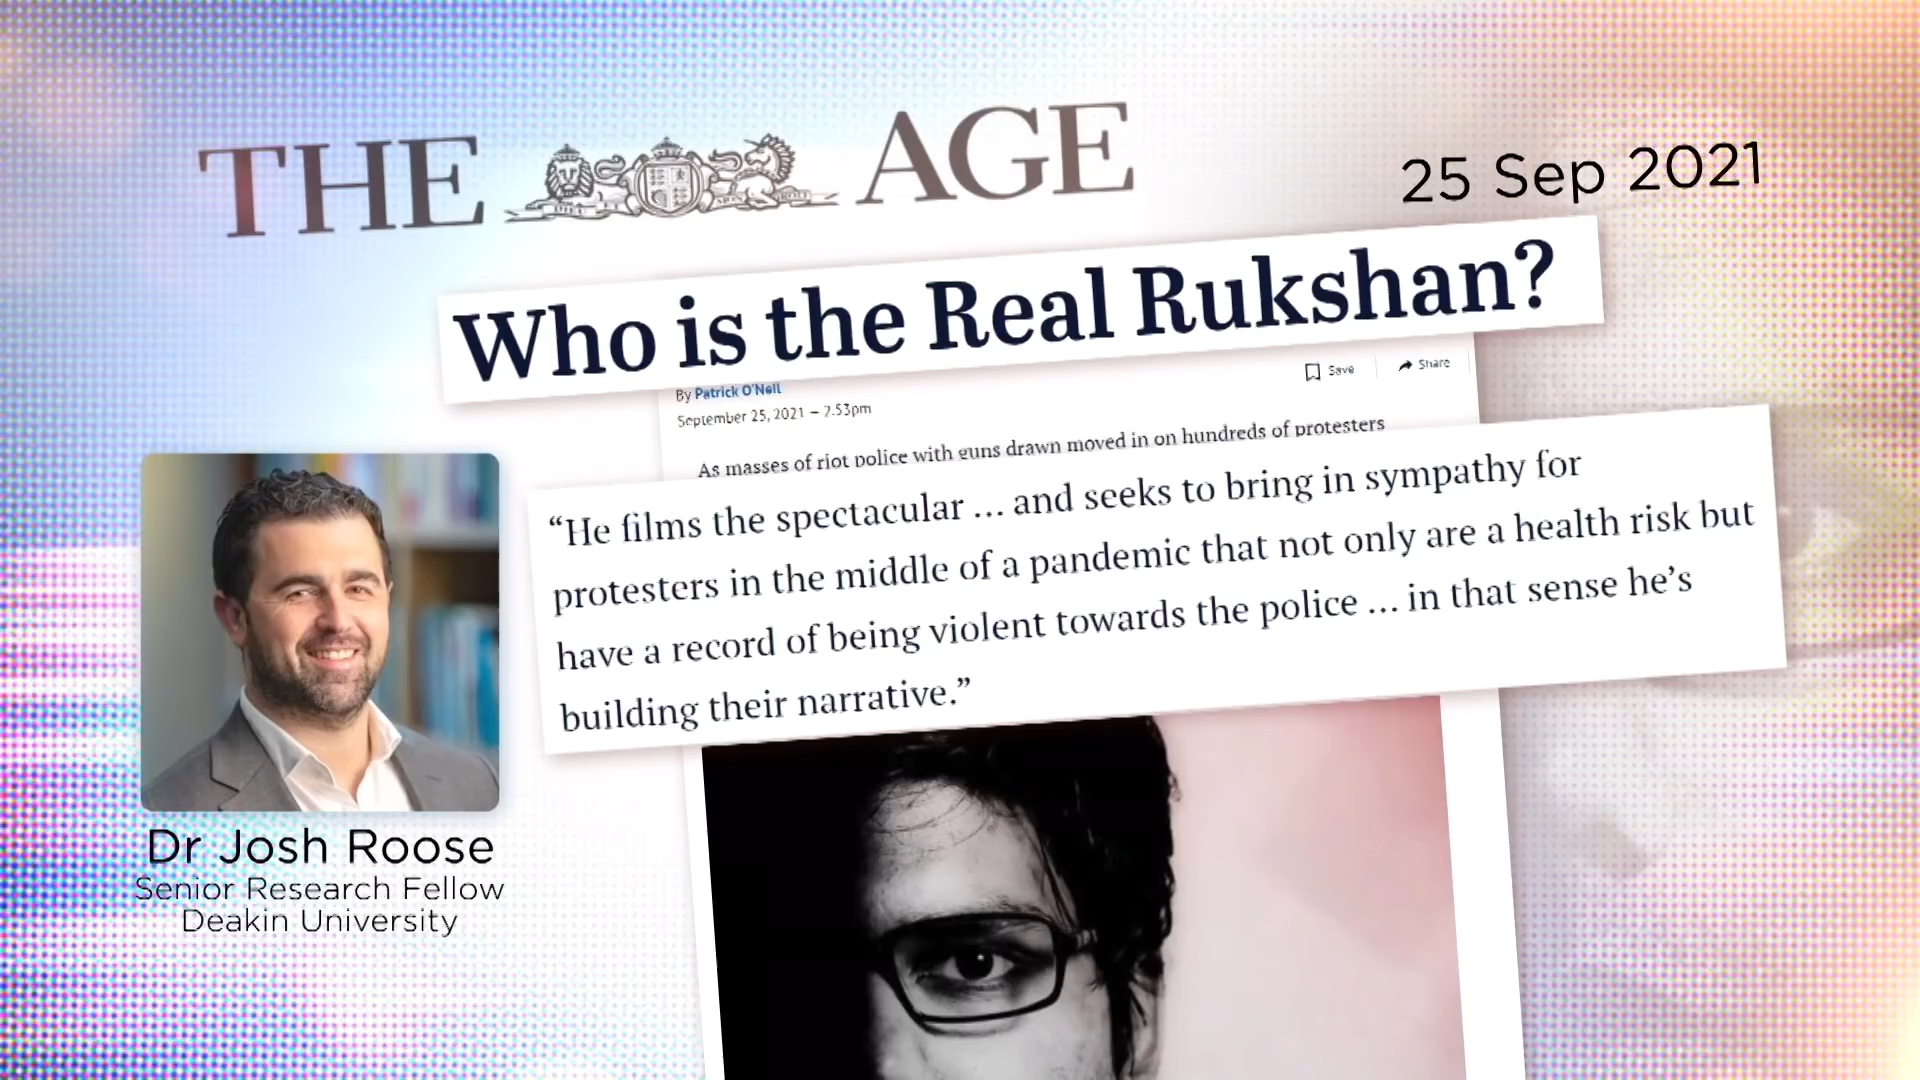 THE AGE
25 Sep 2021
Who is the Real Rukshan?
By Patrick O'Neil
September 25, 2021 – 2.53pm
Save
Share
As masses of riot police with guns drawn moved in on hundreds of protesters
“He films the spectacular ... and seeks to bring in sympathy for
protesters in the middle of a pandemic that not only are a health risk but
have a record of being violent towards the police ... in that sense he’s
building their narrative.”
Dr Josh Roose
Senior Research Fellow
Deakin University